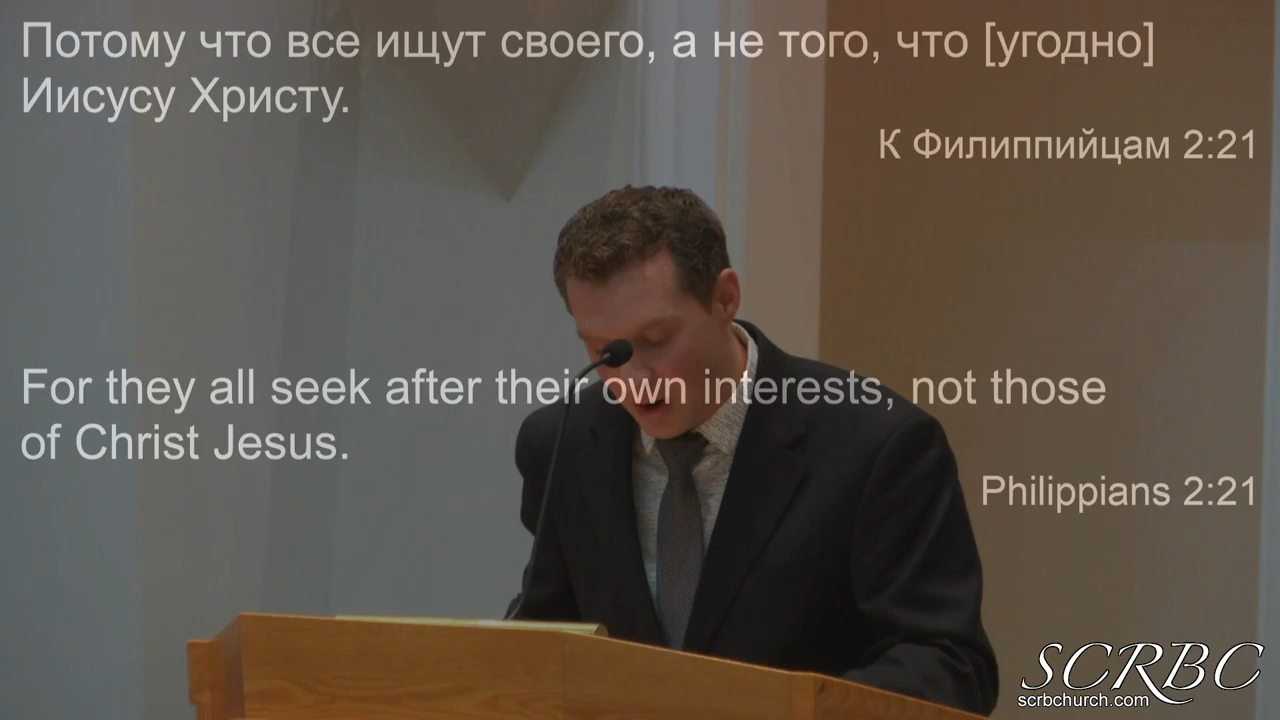 Потому что все ищут своего, а не того, что [угодно]
Иисусу Христу.
К Филиппийцам 2:21
For they all seek after their own interests, not those
of Christ Jesus.
Philippians 2:21
SCRBC
scrbchurch.com